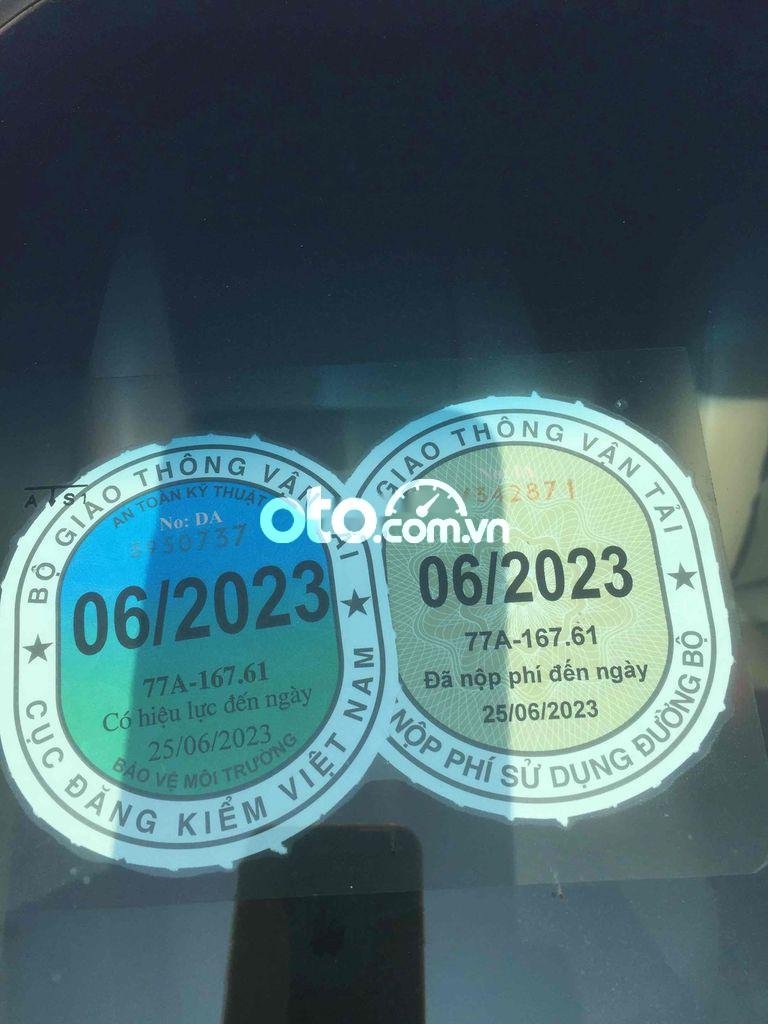 BỘ GIAO THÔNG VẬN
AN TOÀN KỸ THUẬT
No: DA
3950737
06/2023
77A-167.61
Có hiệu lực đến ngày
25/06/2023
BẢO VỆ MÔI TRƯỜNG
CỤC ĐĂNG KIỂM VIỆT NAM
GIAO THÔNG VẬN TẢI
342871
06/2023
77A-167.61
Đã nộp phí đến ngày
25/06/2023
NỘP PHÍ SỬ DỤNG ĐƯỜNG BỘ
oto.com.vn